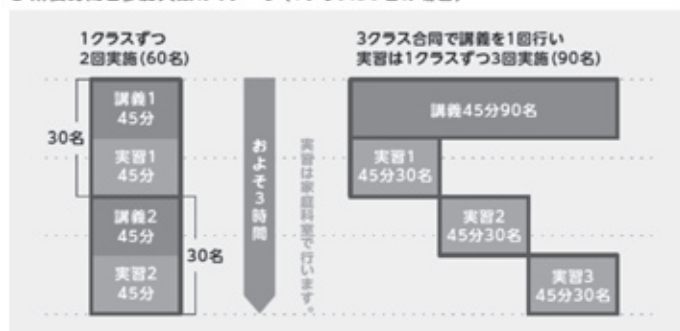 1クラスずつ
2回実施(60名)
30名
講義1
45分
実習1
45分
講義2
45分
実習2
45分
30名
およそ3時間
実習は家庭科室で行います。
3クラス合同で講義を1回行い
実習は1クラスずつ3回実施(90名)
講義45分90名
実習1
45分30名
実習2
45分30名
実習3
45分30名